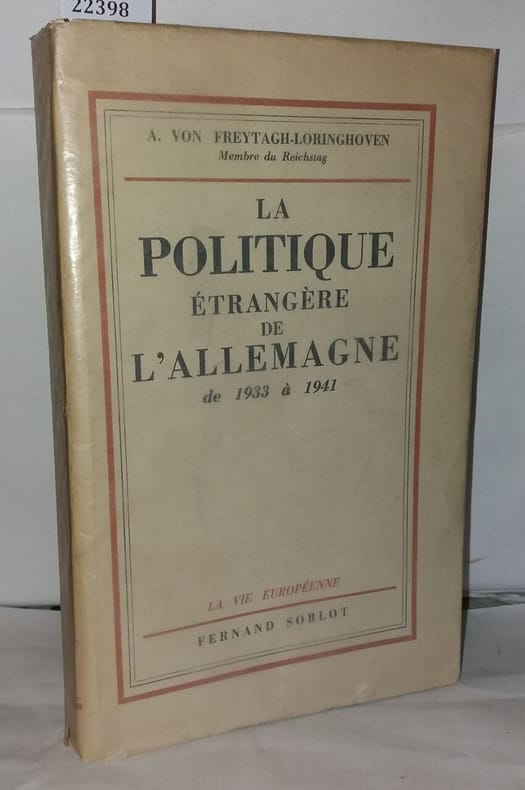 22398
A. VON FREYTAGH-LORINGHOVEN
Membre du Reichstag
LA
POLITIQUE
ÉTRANGÈRE
DE
L'ALLEMAGNE
de 1933 à 1941
LA VIE EUROPÉENNE
FERNAND SORLOT